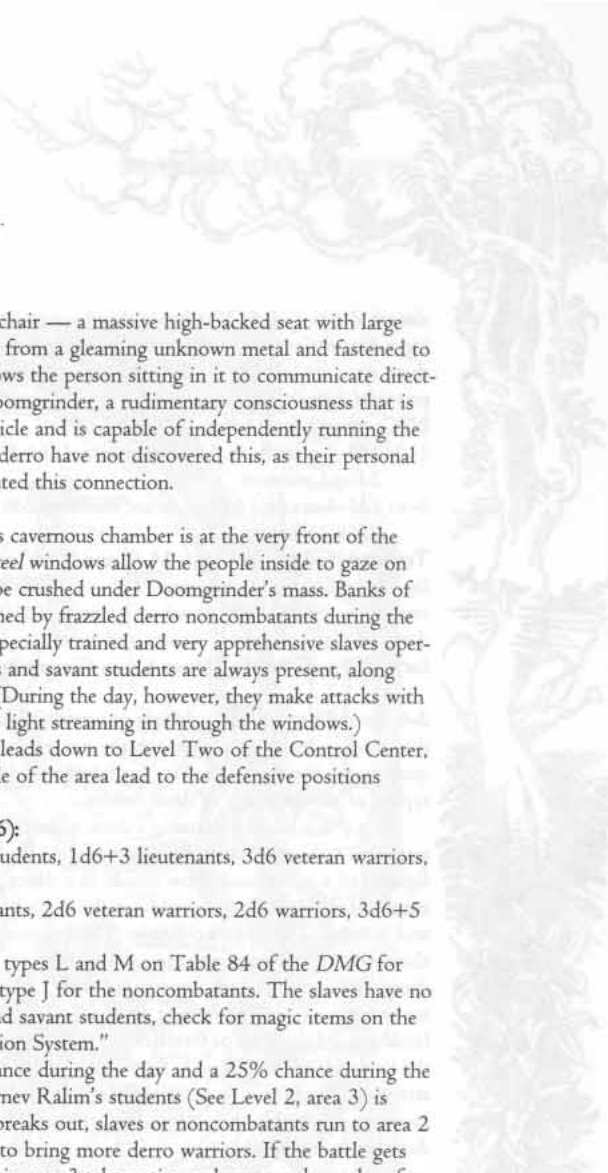 chair — a massive high-backed seat with large
from a gleaming unknown metal and fastened to
ws the person sitting in it to communicate direct-
oomgrinder, a rudimentary consciousness that is
icle and is capable of independently running the
derro have not discovered this, as their personal
ted this connection.
s cavernous chamber is at the very front of the
eel windows allow the people inside to gaze on
be crushed under Doomgrinder's mass. Banks of
ned by frazzled derro noncombatants during the
pecially trained and very apprehensive slaves oper-
s and savant students are always present, along
(During the day, however, they make attacks with
light streaming in through the windows.)
leads down to Level Two of the Control Center,
le of the area lead to the defensive positions
6):
udents, 1d6+3 lieutenants, 3d6 veteran warriors,
ants, 2d6 veteran warriors, 2d6 warriors, 3d6+5
types L and M on Table 84 of the DMG for
type J for the noncombatants. The slaves have no
d savant students, check for magic items on the
ion System."
nce during the day and a 25% chance during the
mev Ralim's students (See Level 2, area 3) is
breaks out, slaves or noncombatants run to area 2
to bring more derro warriors. If the battle gets